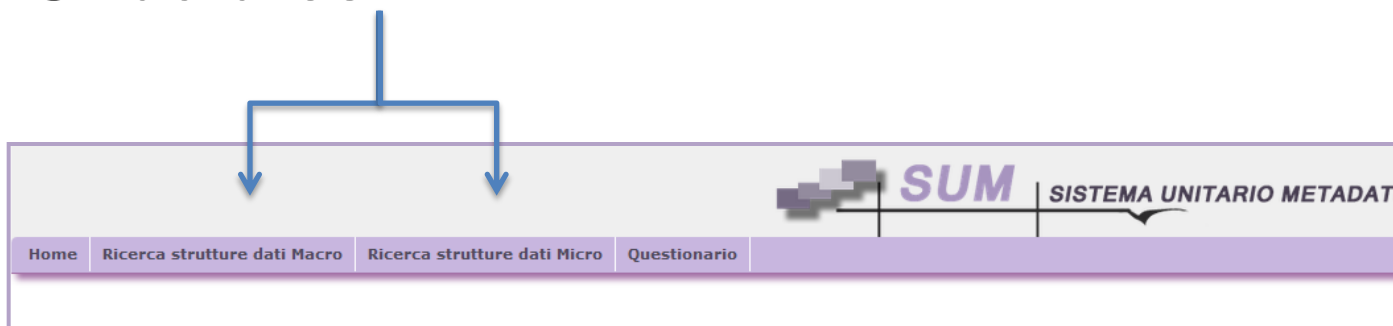 SUM
SISTEMA UNITARIO METADAT
Home Ricerca strutture dati Macro Ricerca strutture dati Micro Questionario